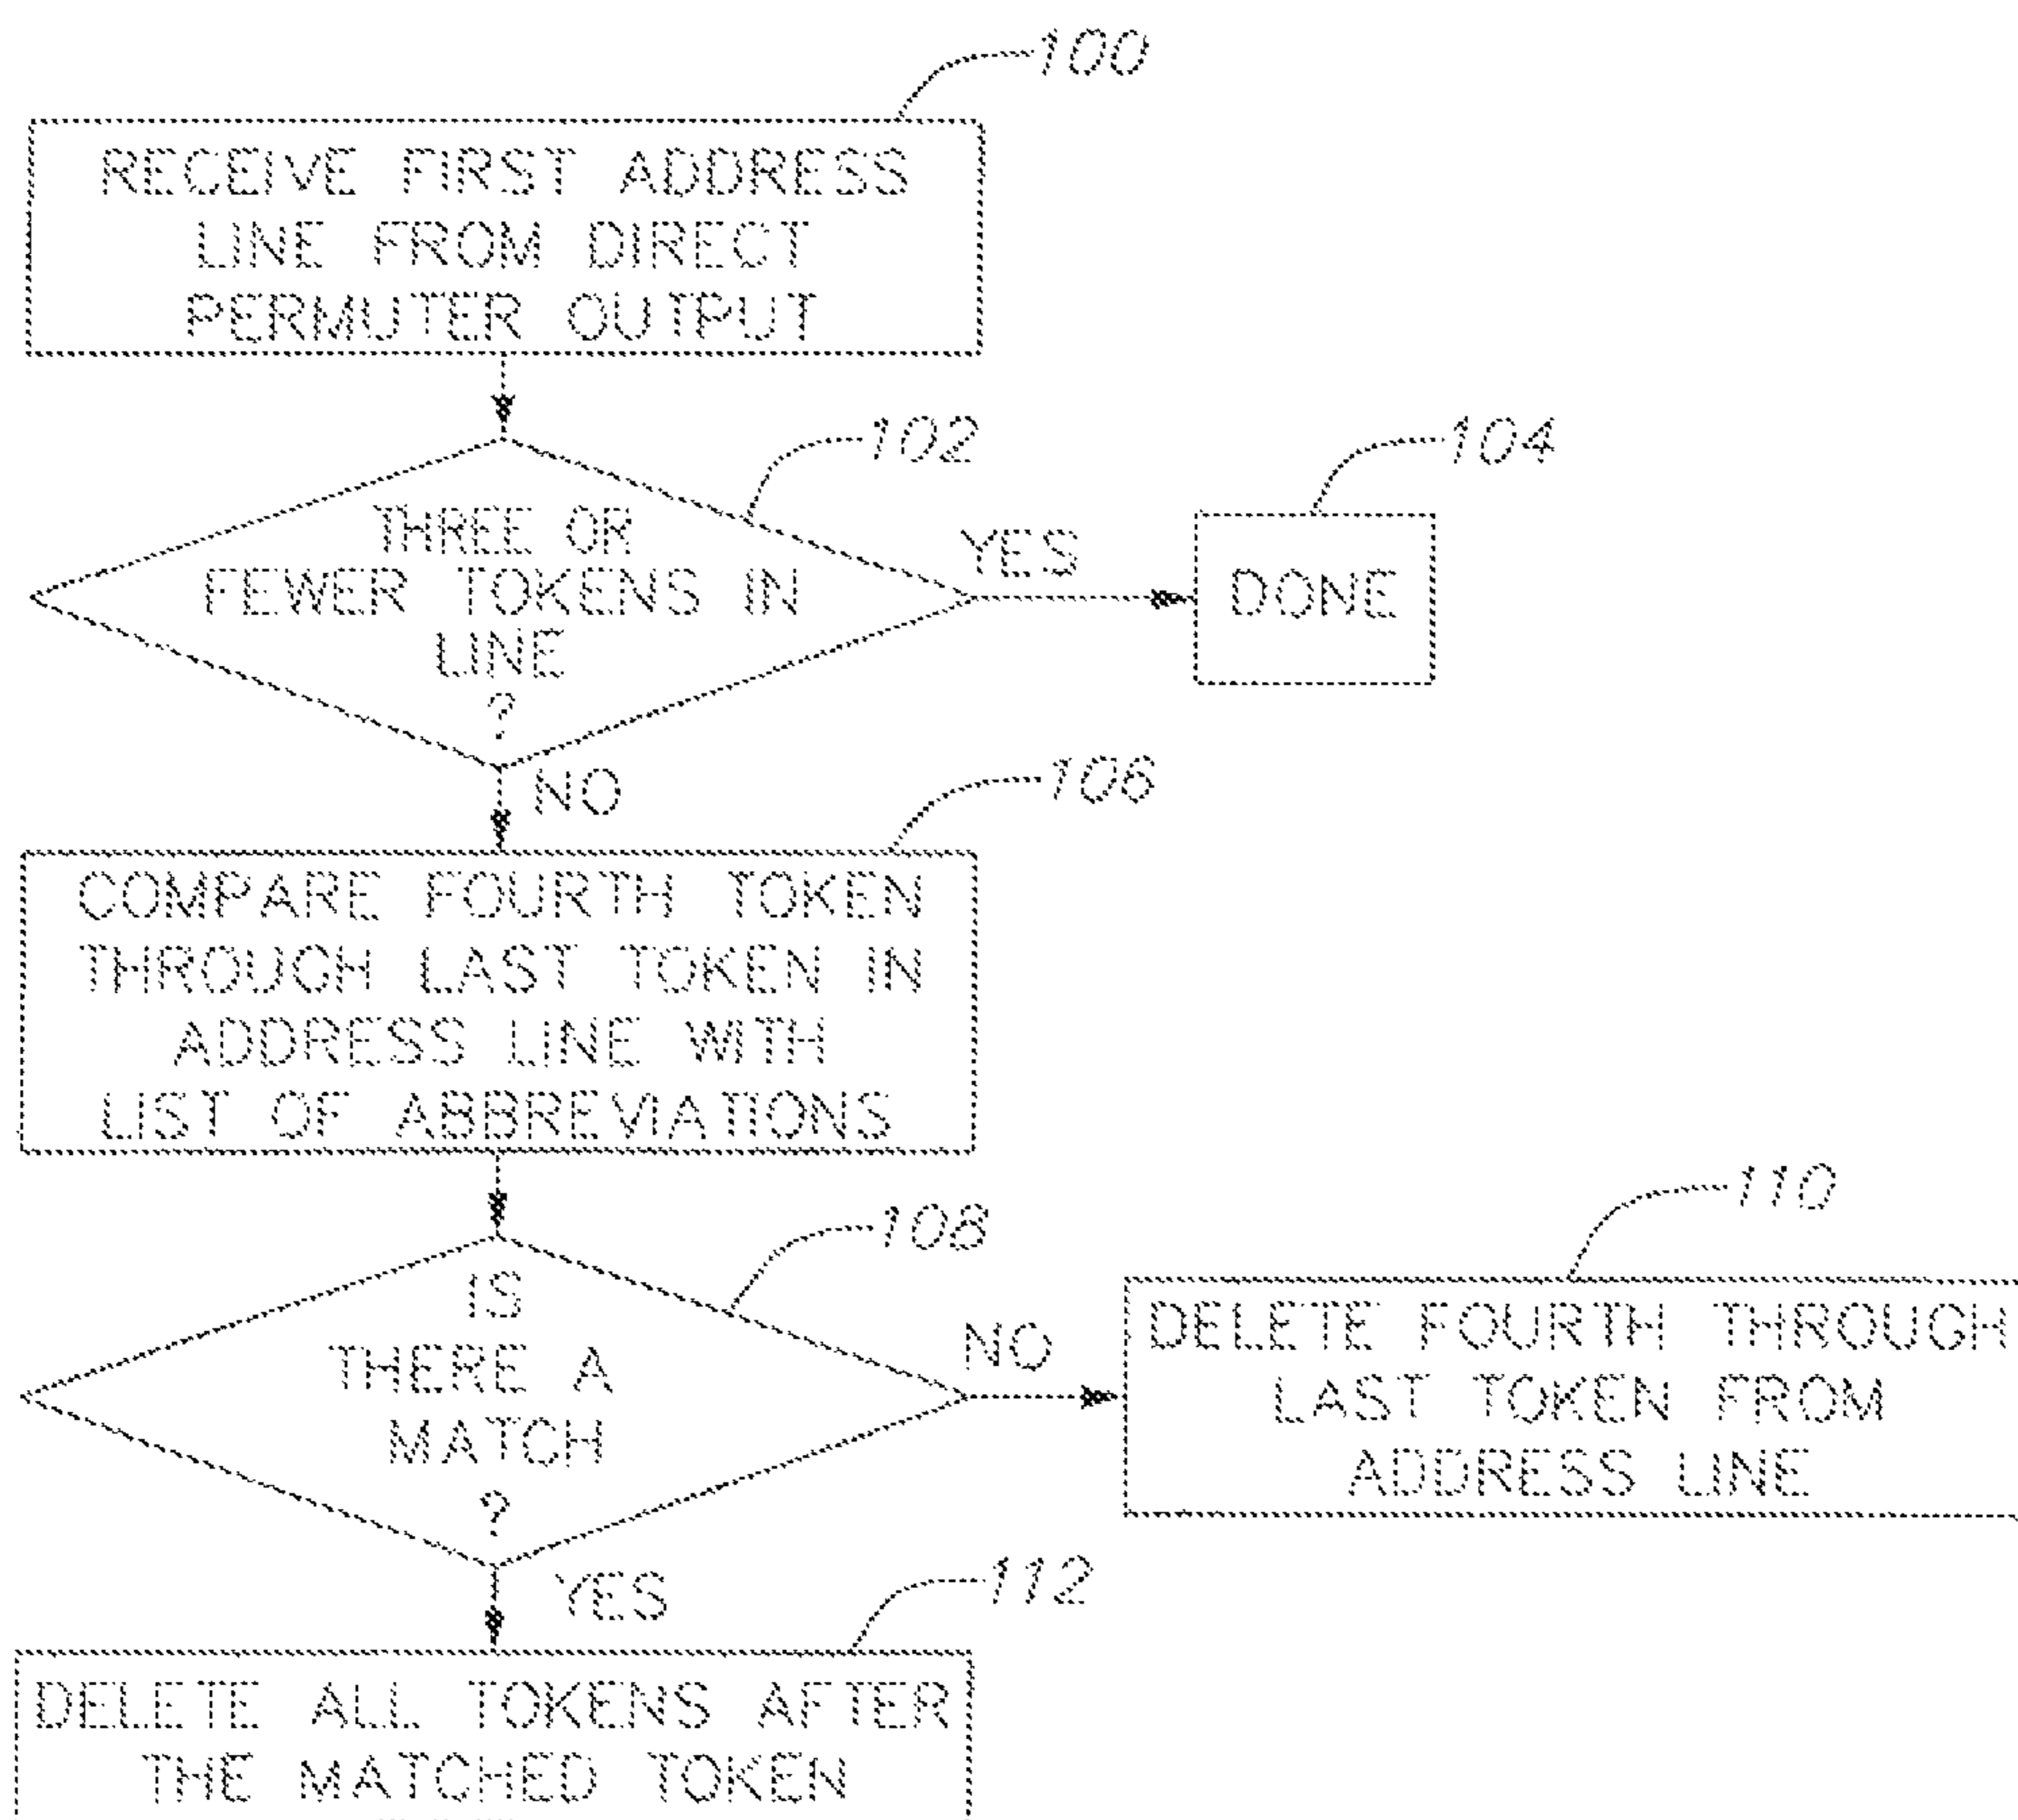 100
RECEIVE FIRST ADDRESS
LINE FROM DIRECT
PERMUTER OUTPUT
102
104
THREE OR
FEWER TOKENS IN
LINE
?
YES
DONE
NO
106
COMPARE FOURTH TOKEN
THROUGH LAST TOKEN IN
ADDRESS LINE WITH
LIST OF ABBREVIATIONS
108
110
IS
THERE A
MATCH
?
NO
DELETE FOURTH THROUGH
LAST TOKEN FROM
ADDRESS LINE
YES
112
DELETE ALL TOKENS AFTER
THE MATCHED TOKEN